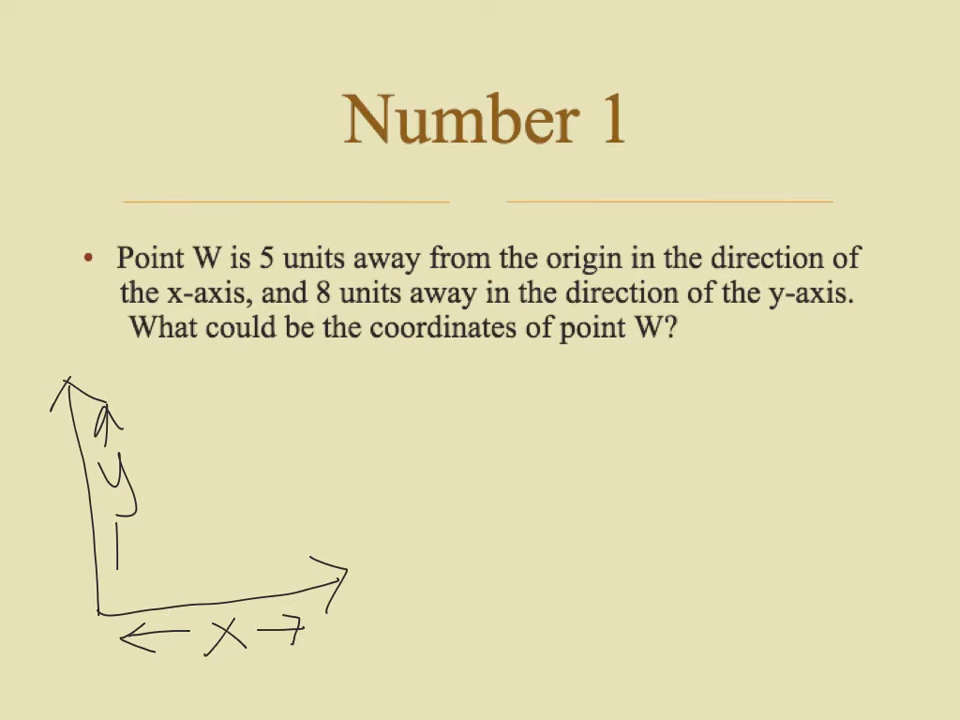 Number 1
• Point W is 5 units away from the origin in the direction of
the x-axis, and 8 units away in the direction of the y-axis.
What could be the coordinates of point W?
y
x